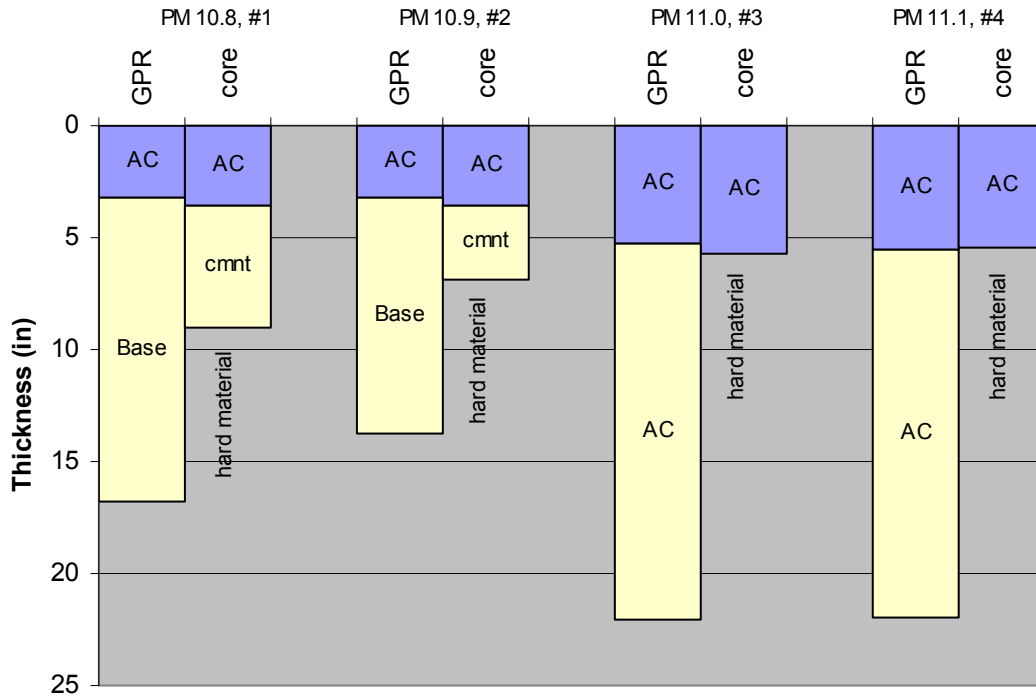 PM 10.8, #1 PM 10.9, #2 PM 11.0, #3 PM 11.1, #4
GPR core GPR core GPR core GPR core
Thickness (in)
0
5
10
15
20
25
AC AC AC AC AC AC AC AC
cmnt cmnt
Base Base
AC AC
hard material hard material hard material hard material